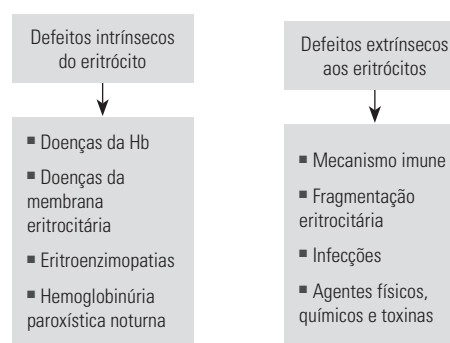 Defeitos intrínsecos
do eritrócito
■ Doenças da Hb
■ Doenças da
membrana
eritrocitária
■ Eritroenzimopatias
■ Hemoglobinúria
paroxística noturna
Defeitos extrínsecos
aos eritrócitos
■ Mecanismo imune
■ Fragmentação
eritrocitária
■ Infecções
■ Agentes físicos,
químicos e toxinas